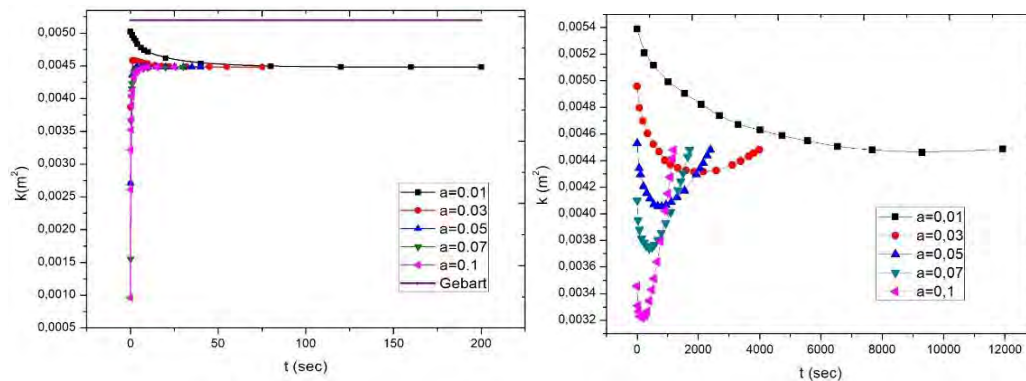 0,0050
0,0045
0,0040
0,0035
0,0030
0,0025
0,0020
0,0015
0,0010
0,0005
k(m²)
0
50
100
150
200
t (sec)
a=0.01
a=0.03
a=0.05
a=0.07
a=0.1
Gebart
0,0054
0,0052
0,0050
0,0048
0,0046
0,0044
0,0042
0,0040
0,0038
0,0036
0,0034
0,0032
k (m²)
0
2000
4000
6000
8000
10000
12000
t (sec)
a=0,01
a=0,03
a=0,05
a=0,07
a=0,1